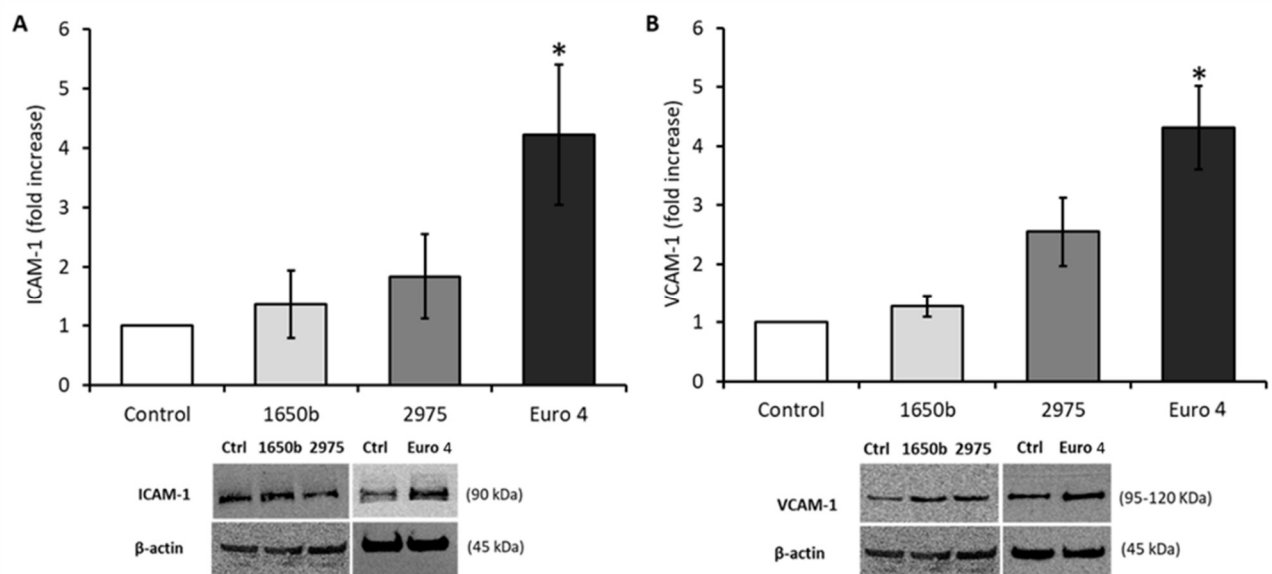 A
ICAM-1 (fold increase)
6
5
4
3
2
1
0
*
Control 1650b 2975 Euro 4
Ctrl 1650b 2975 Ctrl Euro 4
ICAM-1 (90 kDa)
β-actin (45 kDa)
B
VCAM-1 (fold increase)
6
5
4
3
2
1
0
*
Control 1650b 2975 Euro 4
Ctrl 1650b 2975 Ctrl Euro 4
VCAM-1 (95-120 KDa)
β-actin (45 kDa)